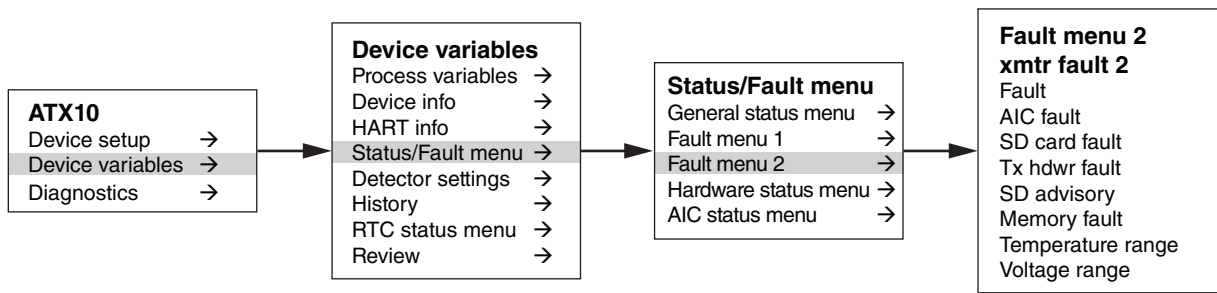 ATX10
Device setup →
Device variables →
Diagnostics →
Device variables
Process variables →
Device info →
HART info →
Status/Fault menu →
Detector settings →
History →
RTC status menu →
Review →
Status/Fault menu
General status menu →
Fault menu 1 →
Fault menu 2 →
Hardware status menu →
AIC status menu →
Fault menu 2
xmtr fault 2
Fault
AIC fault
SD card fault
Tx hdwr fault
SD advisory
Memory fault
Temperature range
Voltage range